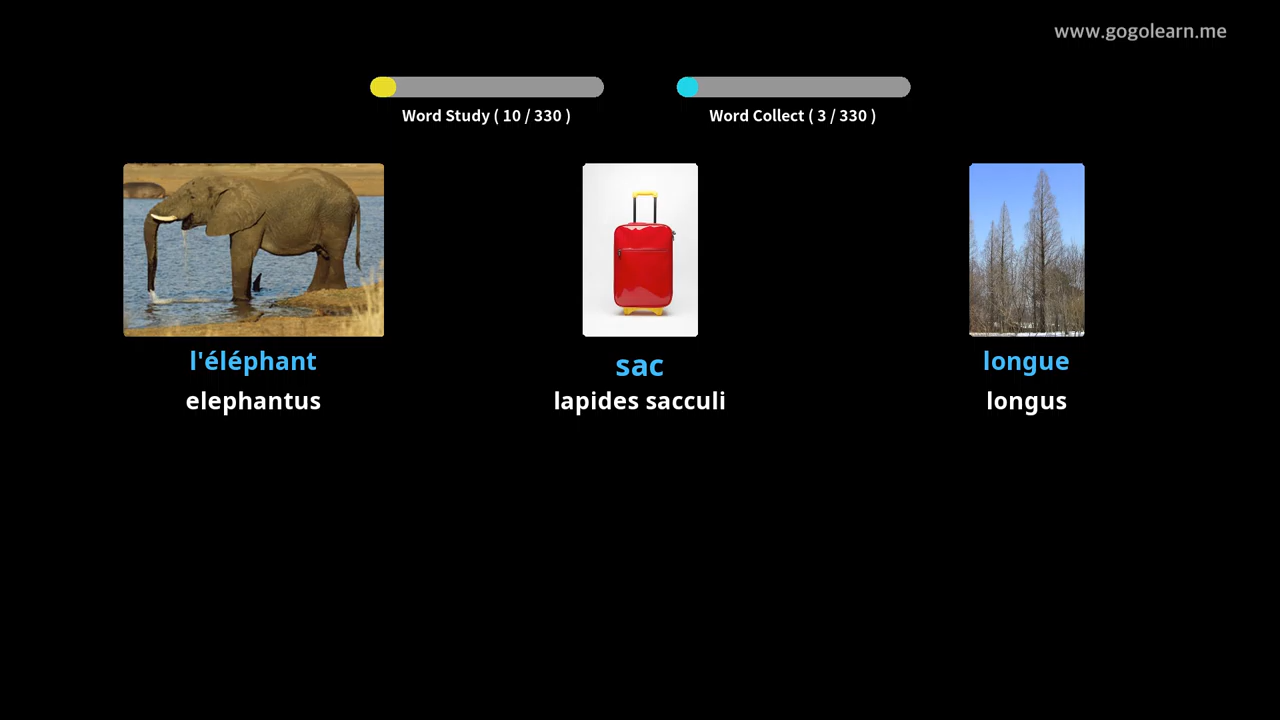 www.gogolearn.me
Word Study ( 10 / 330 )
Word Collect ( 3 / 330 )
l'éléphant
elephantus
sac
lapides sacculi
longue
longus